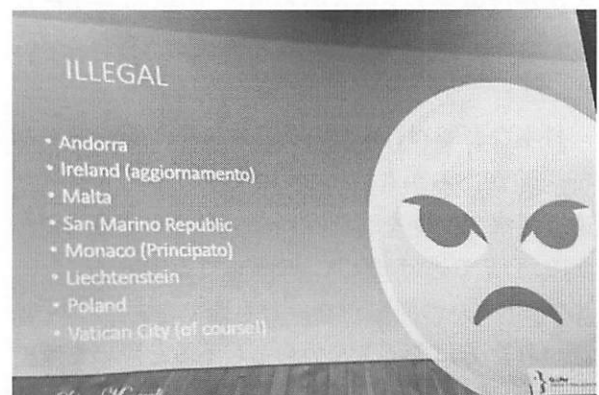 ILLEGAL
• Andorra
• Ireland (aggiornamento)
• Malta
• San Marino Republic
• Monaco (Principato)
• Liechtenstein
• Poland
• Vatican City (of course!)